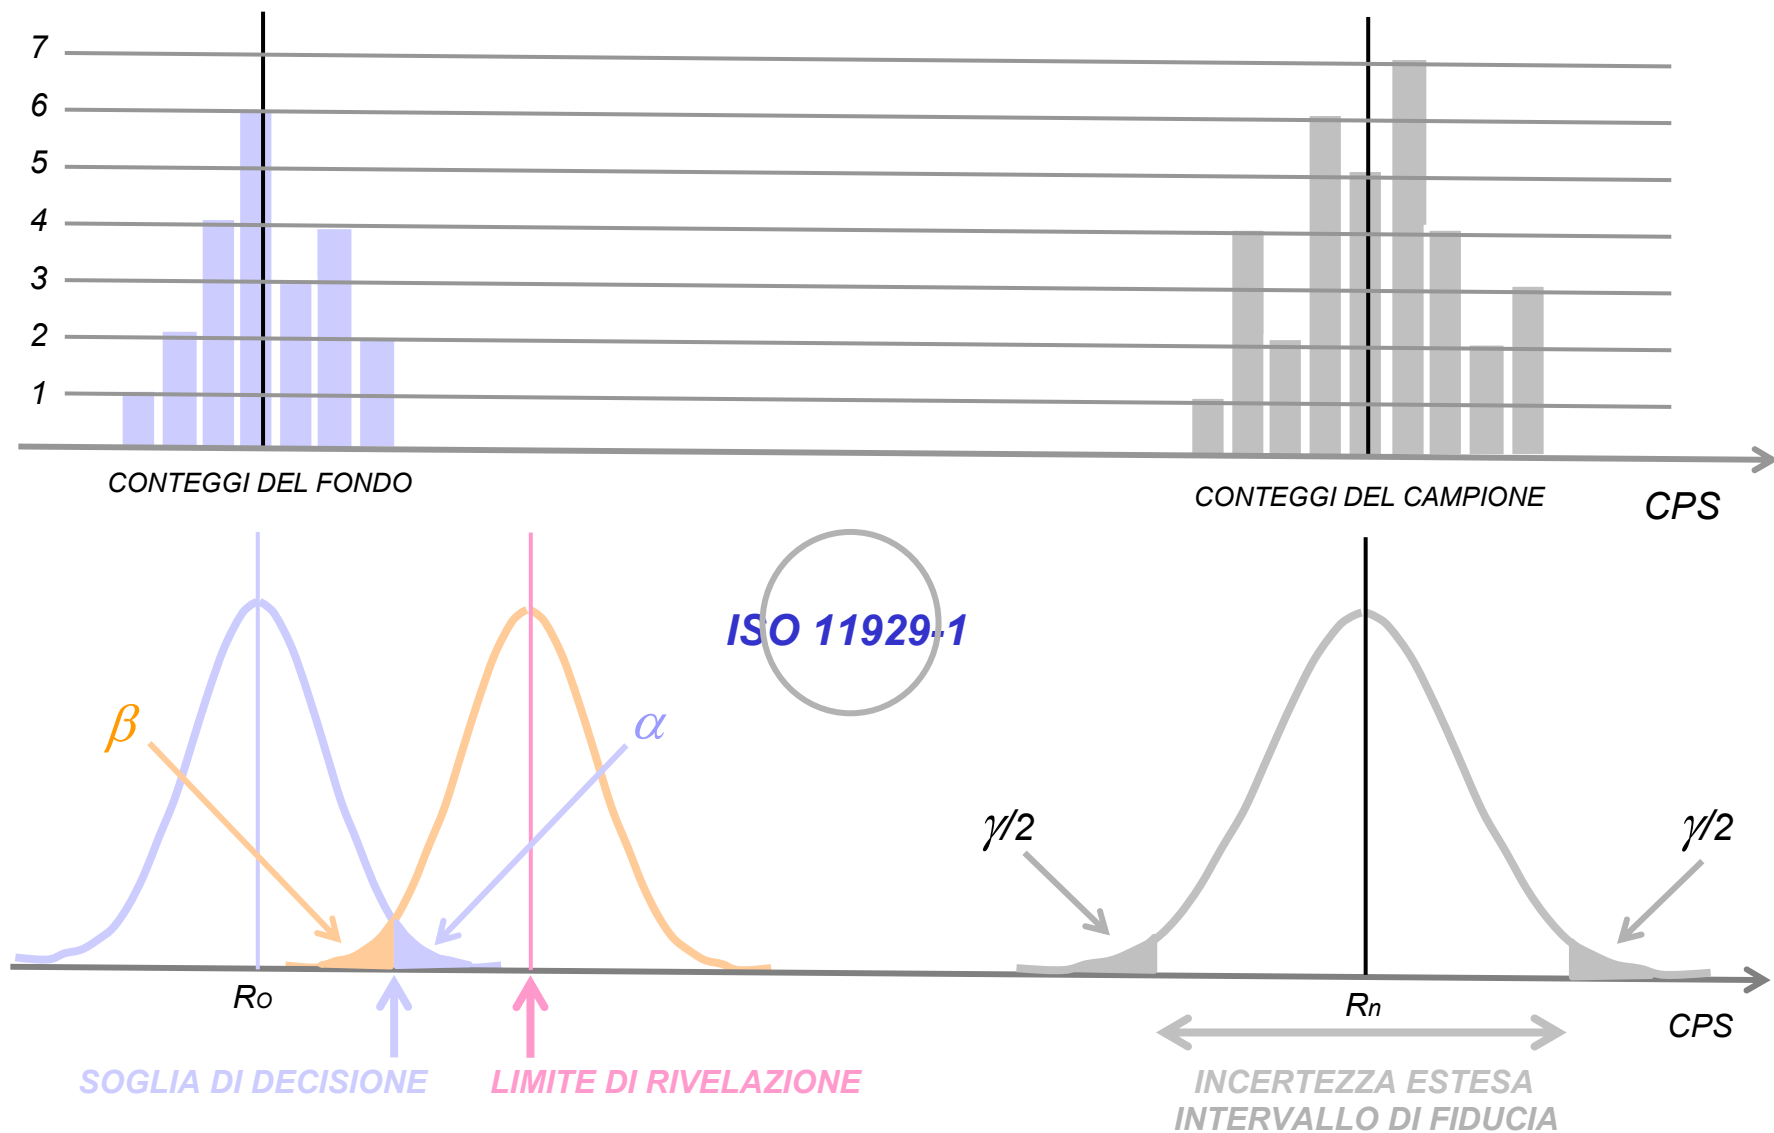 7
6
5
4
3
2
1
CONTEGGI DEL FONDO
CONTEGGI DEL CAMPIONE
CPS
ISO 11929-1
β
α
γ/2
γ/2
RO
Rn
CPS
SOGLIA DI DECISIONE
LIMITE DI RIVELAZIONE
INCERTEZZA ESTESA
INTERVALLO DI FIDUCIA